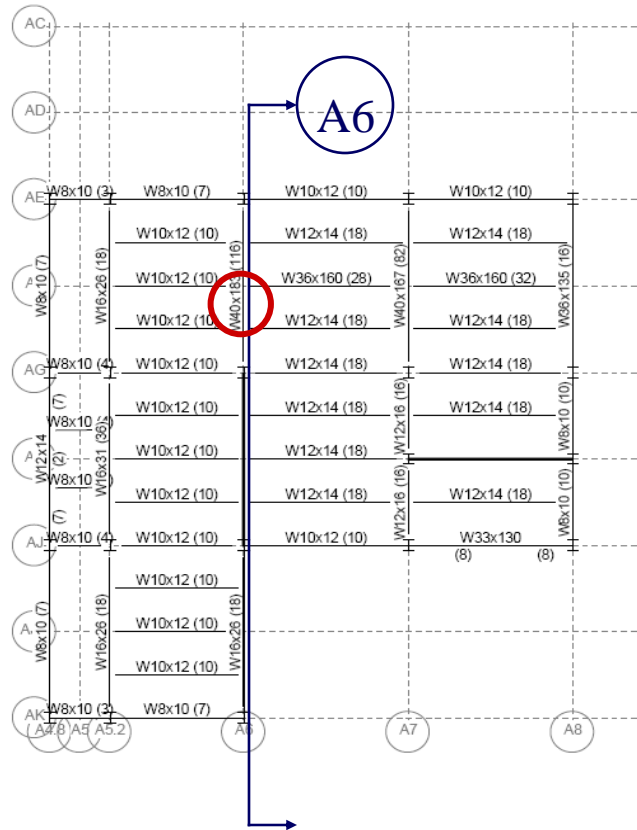 AC
AD
A6
AE
W8x10 (3)
W8x10 (7)
W10x12 (10)
W10x12 (10)
W10x12 (10)
W12x14 (18)
W12x14 (18)
W8x10 (7)
W16x26 (18)
W10x12 (10)
W40x183 (116)
W36x160 (28)
W40x167 (82)
W36x160 (32)
W36x135 (16)
W10x12 (10)
W12x14 (18)
W12x14 (18)
AG
W8x10 (4)
W10x12 (10)
W12x14 (18)
W12x14 (18)
(7)
W8x10
W10x12 (10)
W12x14 (18)
W12x16 (16)
W12x14 (18)
W8x10 (10)
W12x14
(2)
W16x31 (36)
W10x12 (10)
W12x14 (18)
W8x10
(7)
W10x12 (10)
W12x14 (18)
W12x16 (16)
W12x14 (18)
W8x10 (10)
AJ
W8x10 (4)
W10x12 (10)
W10x12 (10)
W33x130
(8)
(8)
W10x12 (10)
W8x10 (7)
W16x26 (18)
W10x12 (10)
W16x26 (18)
W10x12 (10)
AK
W8x10 (3)
W8x10 (7)
A4.8
A5
A5.2
A6
A7
A8